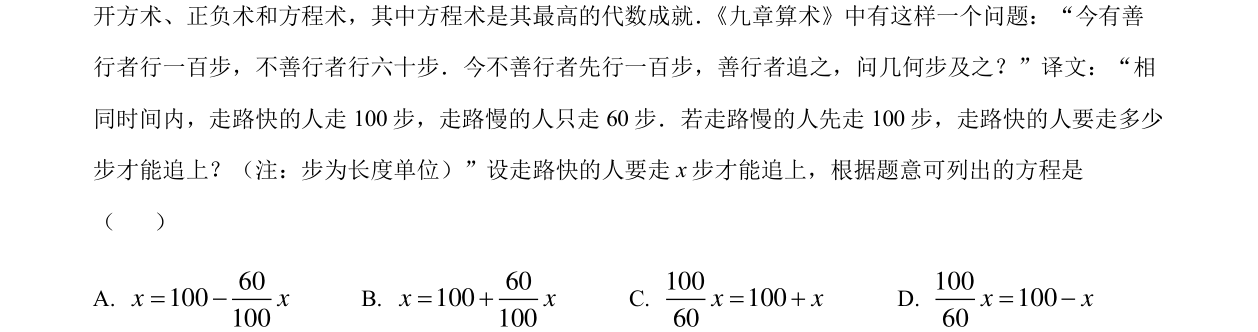 开方术、正负术和方程术，其中方程术是其最高的代数成就．《九章算术》中有这样一个问题：“今有善
行者行一百步，不善行者行六十步．今不善行者先行一百步，善行者追之，问几何步及之？”译文：“相
同时间内，走路快的人走 100 步，走路慢的人只走 60 步．若走路慢的人先走 100 步，走路快的人要走多少
步才能追上？（注：步为长度单位）”设走路快的人要走 x 步才能追上，根据题意可列出的方程是
（　　）
A. x=100−\frac{60}{100}x B. x=100+\frac{60}{100}x C. \frac{100}{60}x=100+x D. \frac{100}{60}x=100−x